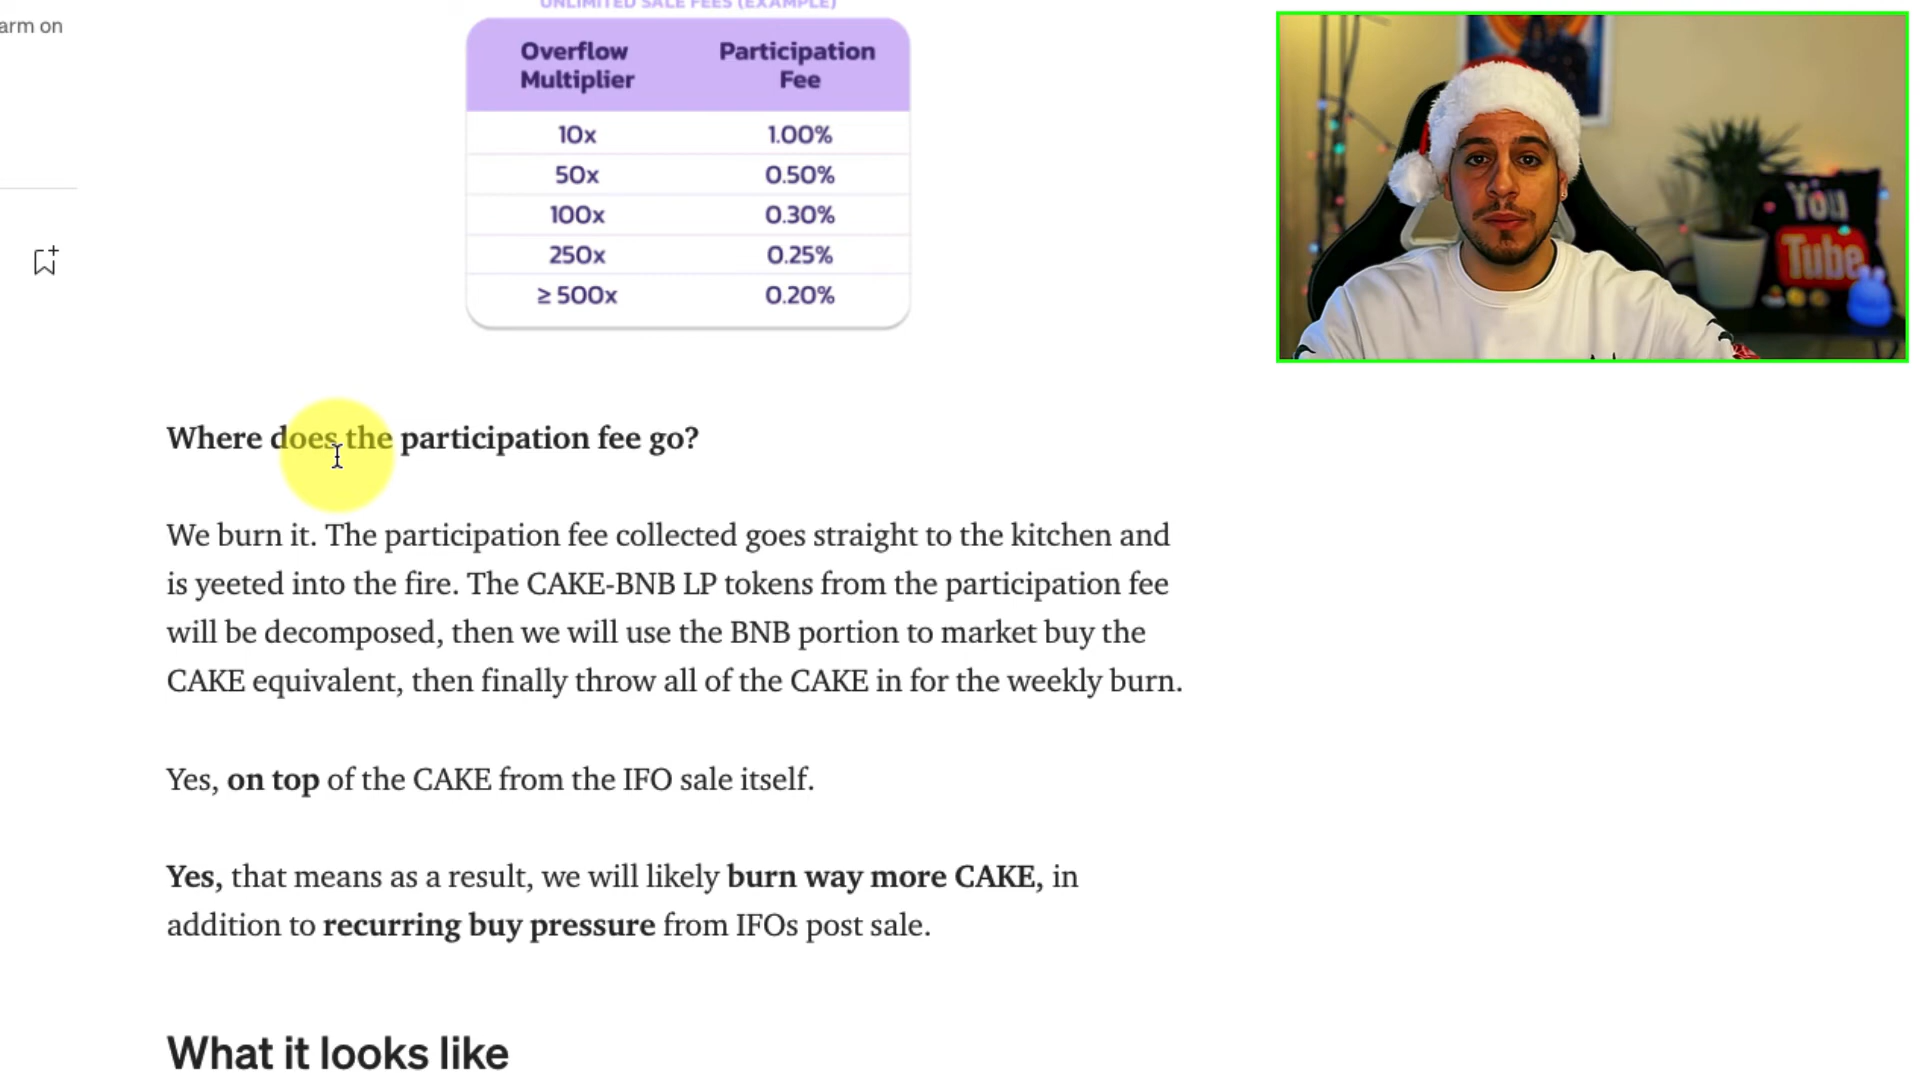 arm on
UNLIMITED SALE FEES (EXAMPLE)
Overflow Multiplier
Participation Fee
10x 1.00%
50x 0.50%
100x 0.30%
250x 0.25%
≥ 500x 0.20%
You
Tube
Where does the participation fee go?
We burn it. The participation fee collected goes straight to the kitchen and
is yeeted into the fire. The CAKE-BNB LP tokens from the participation fee
will be decomposed, then we will use the BNB portion to market buy the
CAKE equivalent, then finally throw all of the CAKE in for the weekly burn.
Yes, on top of the CAKE from the IFO sale itself.
Yes, that means as a result, we will likely burn way more CAKE, in
addition to recurring buy pressure from IFOs post sale.
What it looks like